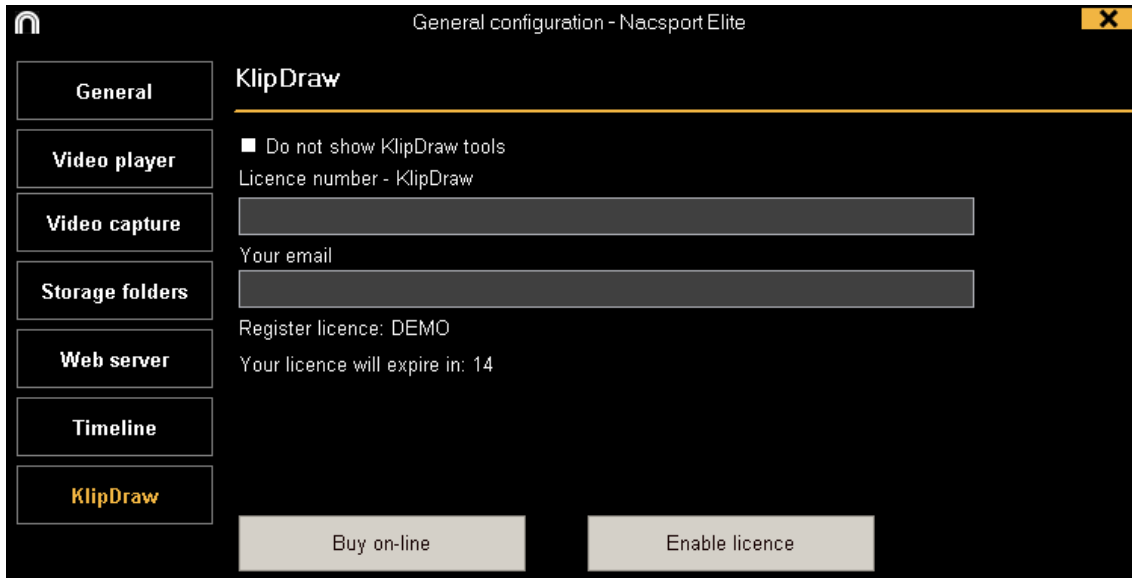 General configuration - Nacsport Elite
General
Video player
Video capture
Storage folders
Web server
Timeline
KlipDraw
KlipDraw
Do not show KlipDraw tools
Licence number - KlipDraw
Your email
Register licence: DEMO
Your licence will expire in: 14
Buy on-line
Enable licence